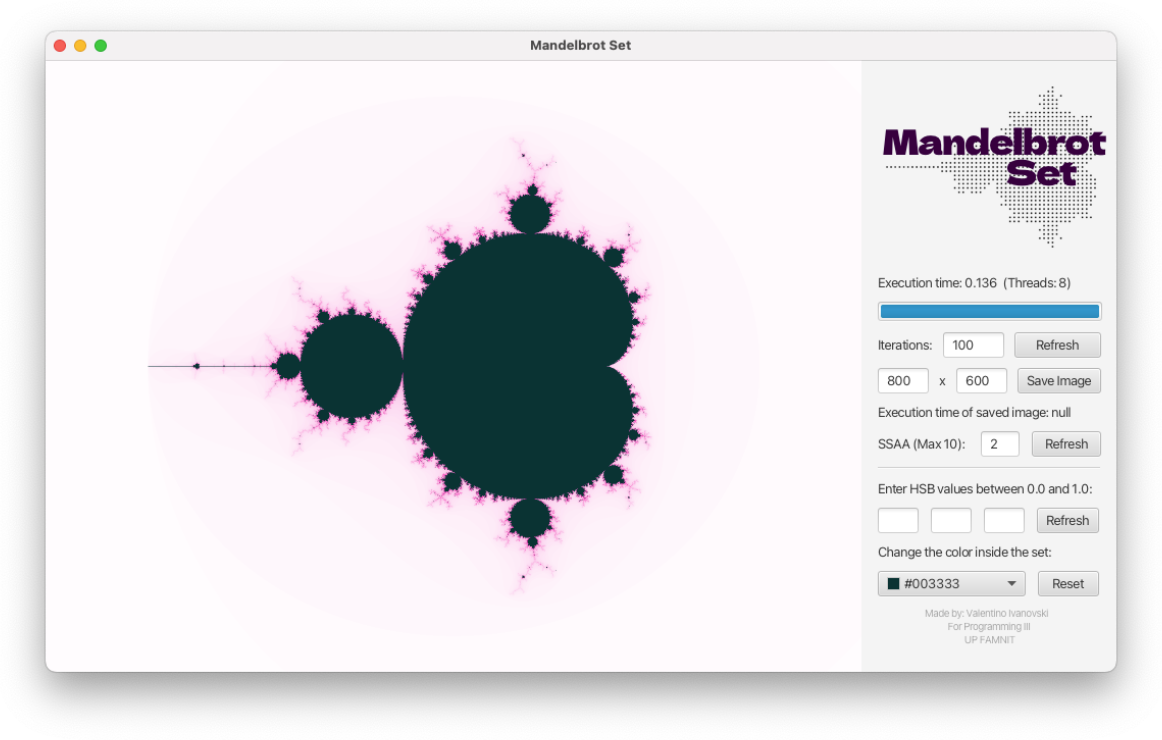 Mandelbrot Set
Mandelbrot
Set
Execution time: 0.136 (Threads: 8)
Iterations: 100 Refresh
800 x 600 Save Image
Execution time of saved image: null
SSAA (Max 10): 2 Refresh
Enter HSB values between 0.0 and 1.0:
Refresh
Change the color inside the set:
#003333 Reset
Made by: Valentino Ivanovski
For Programming III
UP FAMNIT